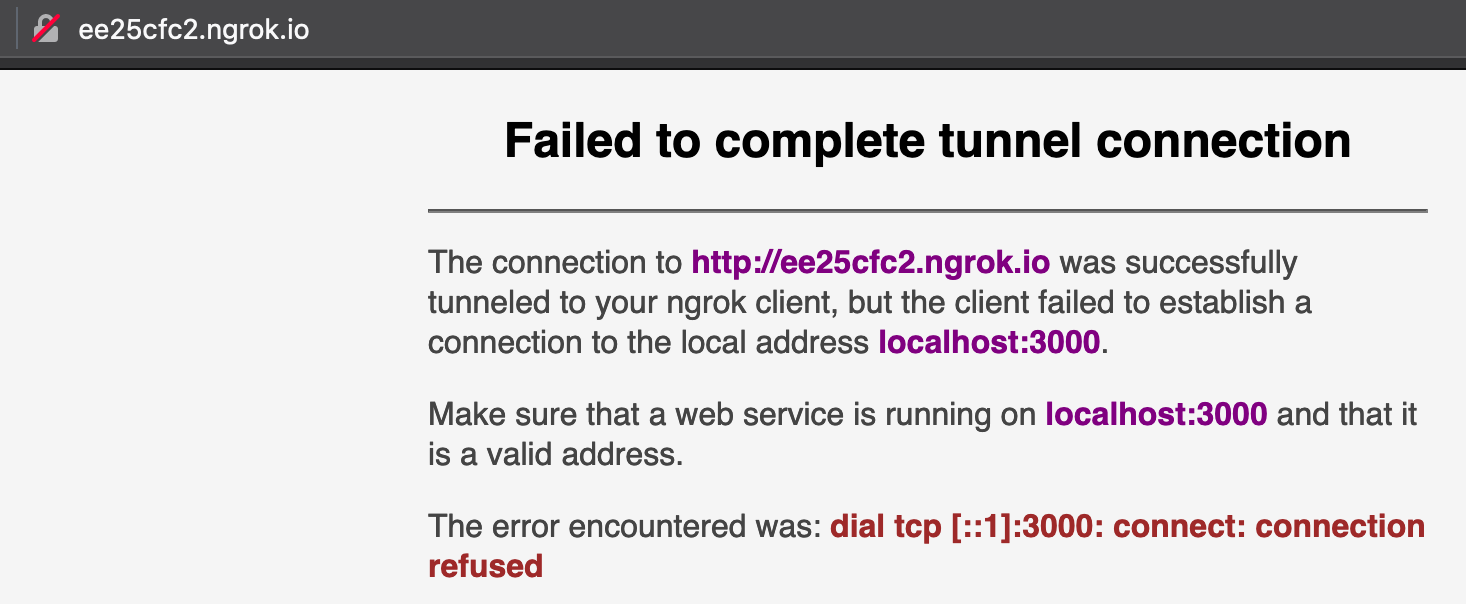 ee25cfc2.ngrok.io
Failed to complete tunnel connection
The connection to http://ee25cfc2.ngrok.io was successfully
tunneled to your ngrok client, but the client failed to establish a
connection to the local address localhost:3000.
Make sure that a web service is running on localhost:3000 and that it
is a valid address.
The error encountered was: dial tcp [::1]:3000: connect: connection
refused